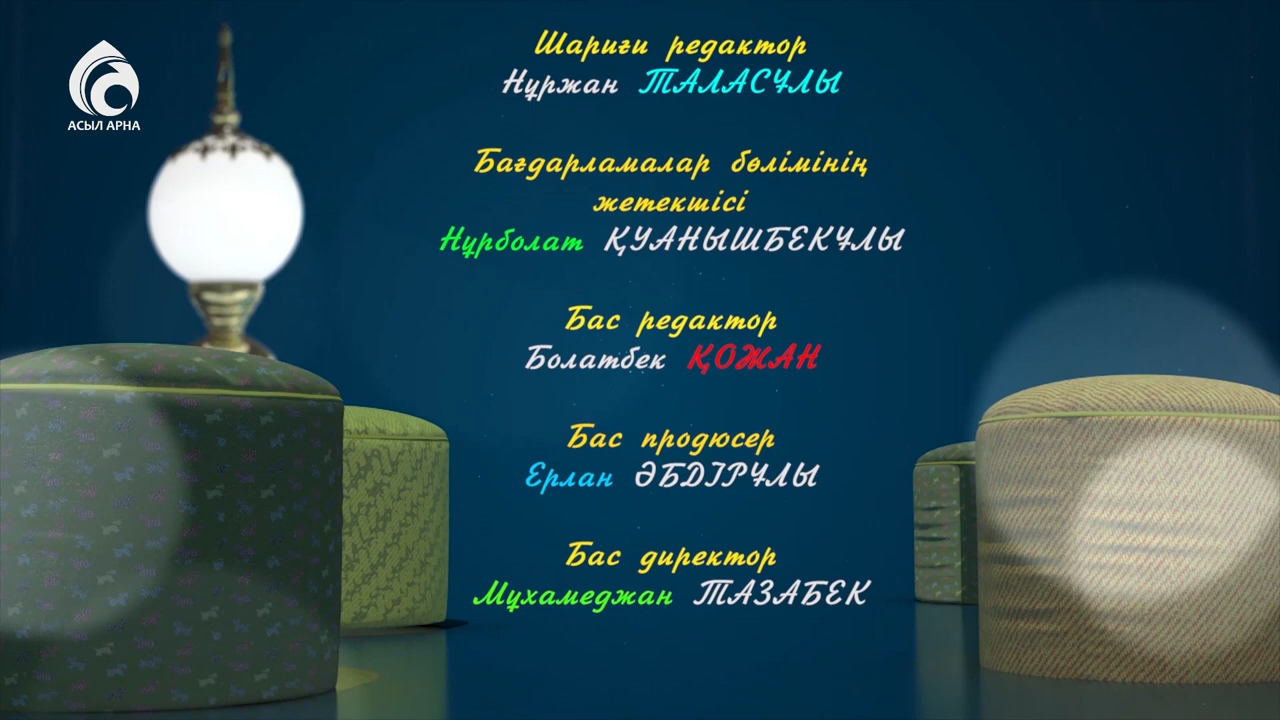 АСЫЛ АРНА
Шариғи редактор
Нұржан ТАЛАСҰЛЫ
Бағдарламалар бөлімінің
жетекшісі
Нұрболат ҚУАНЫШБЕКҰЛЫ
Бас редактор
Болатбек ҚОЖАН
Бас продюсер
Ерлан ӘБДІРҰЛЫ
Бас директор
Мұхамеджан ТАЗАБЕК